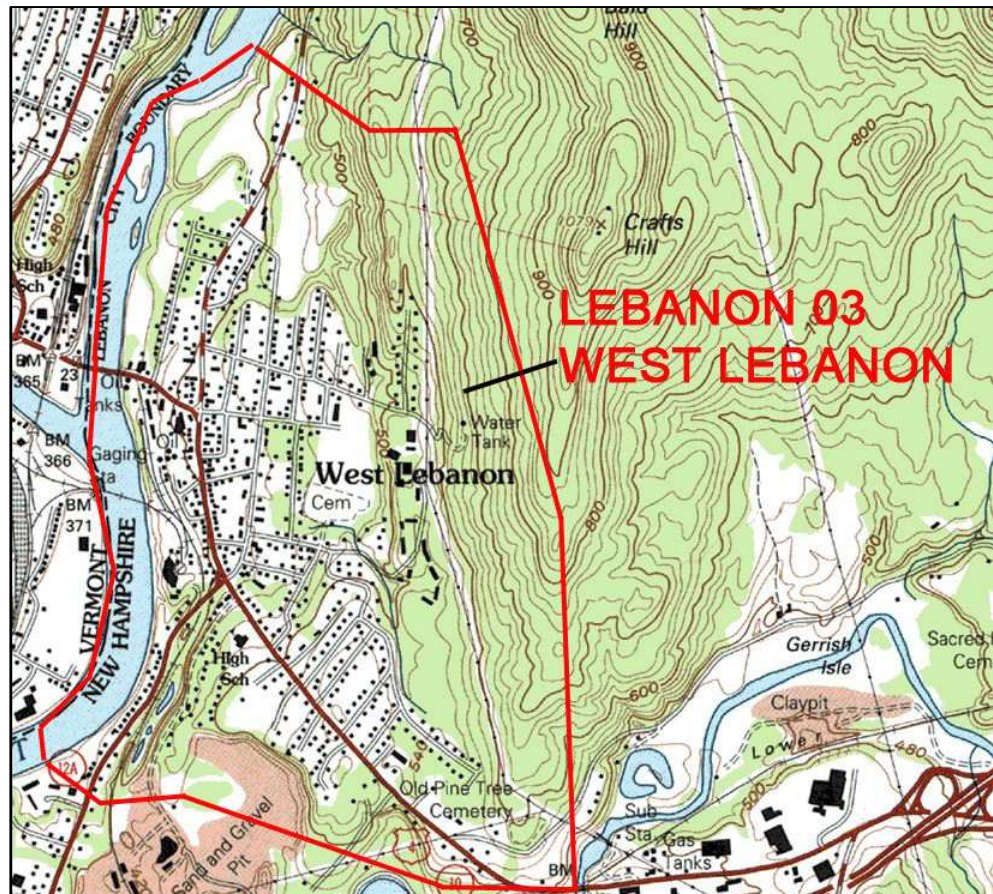 Bald
Hill
700
900
800
BOUNDARY
CITY
LEBANON
500
480
1079
Crafts
Hill
High
Sch
900
LEBANON 03
WEST LEBANON
BM
365
23
Oil
Tanks
BM
366
Gaging
Sta
Oil
Water
Tank
500
West Lebanon
Cem
BM
371
800
500
VERMONT
NEW HAMPSHIRE
High
Sch
Gerrish
Isle
Sacred
Cem
600
Claypit
Lower
480
12A
540
Old Pine Tree
Cemetery
500
Sub
Sta
Gas
Tanks
Sand and Gravel
Pit
4
10
BM